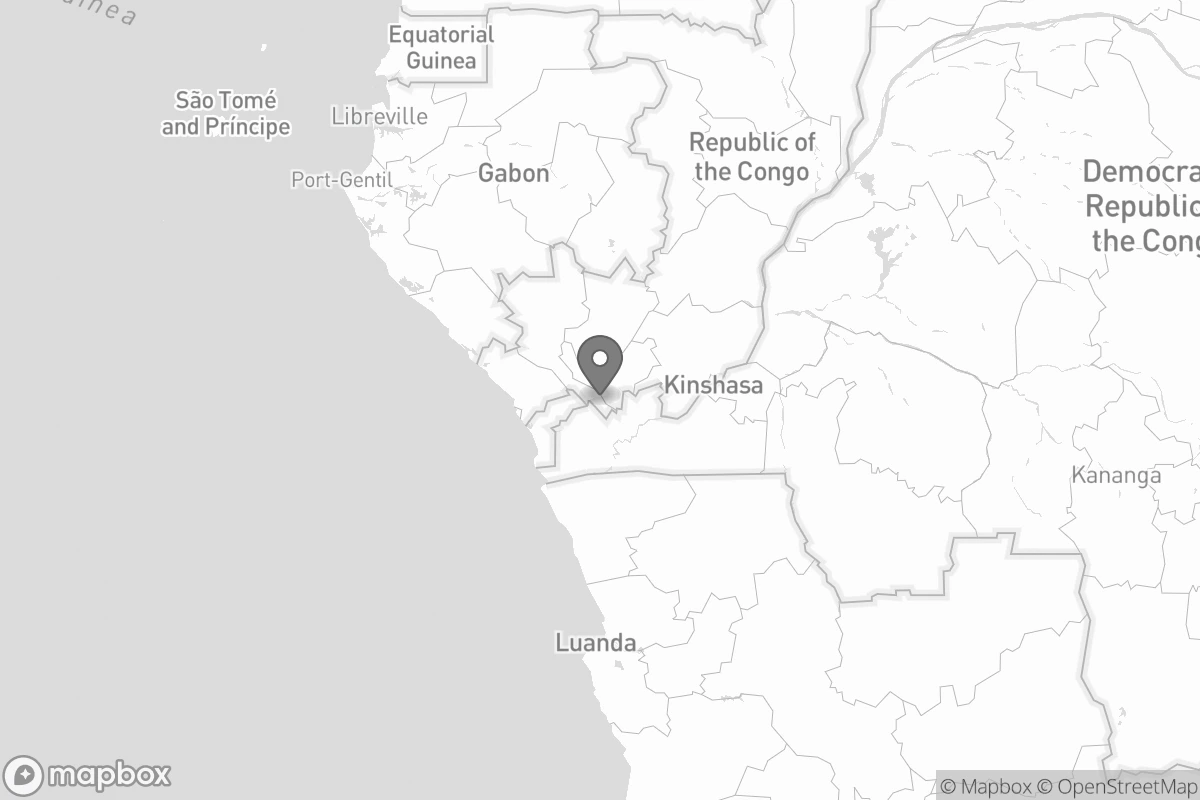 uinea
Equatorial
Guinea
São Tomé
and Príncipe
Libreville
Republic of
the Congo
Gabon
Port-Gentil
Democra
Republic
the Cong
Kinshasa
Kananga
Luanda
mapbox
© Mapbox © OpenStreetMap